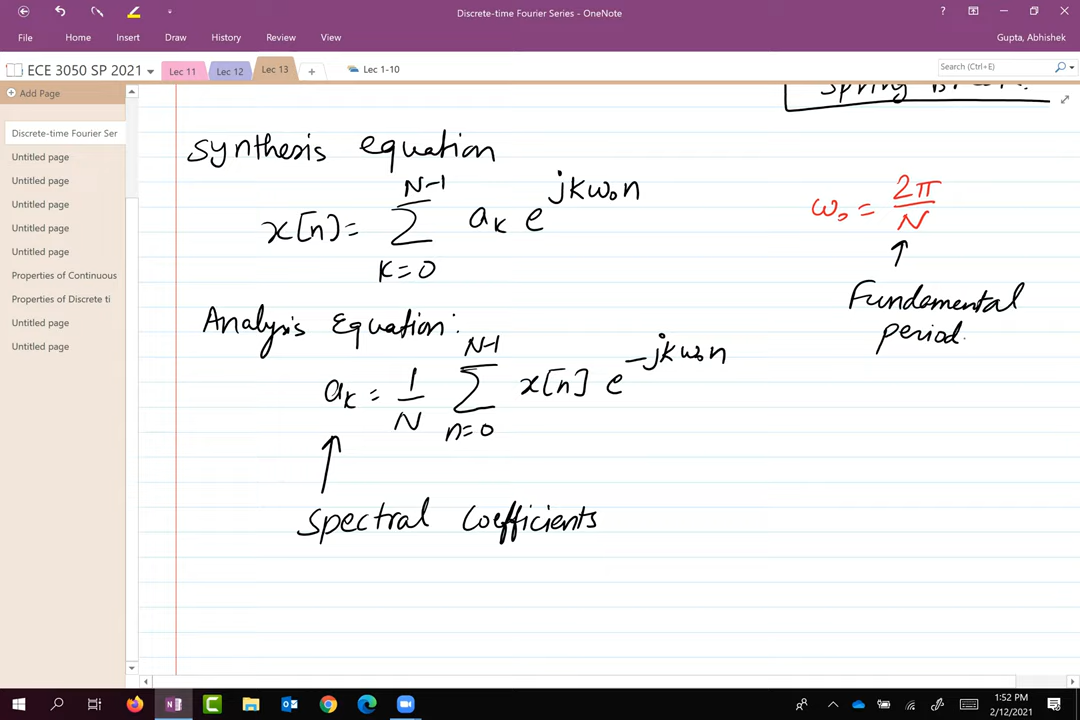 Discrete-time Fourier Series - OneNote
?
File Home Insert Draw History Review View
Gupta, Abhishek
ECE 3050 SP 2021
Lec 11
Lec 12
Lec 13
+
Lec 1-10
Search (Ctrl+E)
Add Page
Discrete-time Fourier Ser
Untitled page
Untitled page
Untitled page
Untitled page
Untitled page
Properties of Continuous
Properties of Discrete ti
Untitled page
Untitled page
Spring Break!
Synthesis equation
x[n] = ∑_{k=0}^{N-1} a_k e^{jkω₀n}
ω₀ = 2π/N
↑
Fundamental
period.
Analysis Equation:
a_k = 1/N ∑_{n=0}^{N-1} x[n] e^{-jkω₀n}
↑
Spectral Coefficients
1:52 PM
2/12/2021